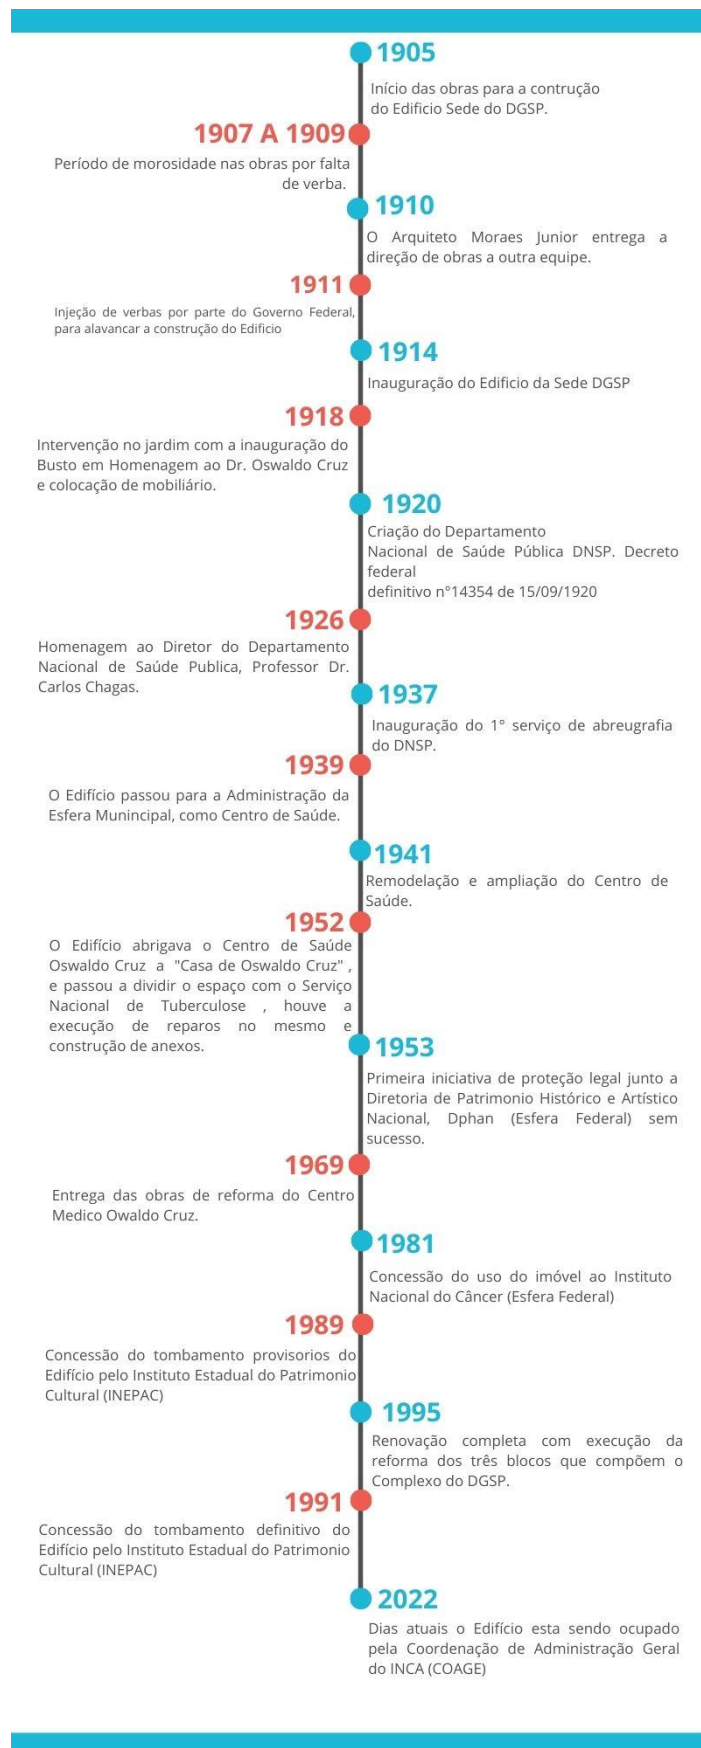 1905
Início das obras para a contrução
do Edificio Sede do DGSP.
1907 A 1909
Período de morosidade nas obras por falta
de verba.
1910
O Arquiteto Moraes Junior entrega a
direção de obras a outra equipe.
1911
Injeção de verbas por parte do Governo Federal,
para alavancar a construção do Edificio
1914
Inauguração do Edificio da Sede DGSP
1918
Intervenção no jardim com a inauguração do
Busto em Homenagem ao Dr. Oswaldo Cruz
e colocação de mobiliário.
1920
Criação do Departamento
Nacional de Saúde Pública DNSP. Decreto
federal
definitivo n°14354 de 15/09/1920
1926
Homenagem ao Diretor do Departamento
Nacional de Saúde Publica, Professor Dr.
Carlos Chagas.
1937
Inauguração do 1° serviço de abreugrafia
do DNSP.
1939
O Edifício passou para a Administração da
Esfera Munincipal, como Centro de Saúde.
1941
Remodelação e ampliação do Centro de
Saúde.
1952
O Edifício abrigava o Centro de Saúde
Oswaldo Cruz a "Casa de Oswaldo Cruz" ,
e passou a dividir o espaço com o Serviço
Nacional de Tuberculose , houve a
execução de reparos no mesmo e
construção de anexos.
1953
Primeira iniciativa de proteção legal junto a
Diretoria de Patrimonio Histórico e Artístico
Nacional, Dphan (Esfera Federal) sem
sucesso.
1969
Entrega das obras de reforma do Centro
Medico Owaldo Cruz.
1981
Concessão do uso do imóvel ao Instituto
Nacional do Câncer (Esfera Federal)
1989
Concessão do tombamento provisorios do
Edifício pelo Instituto Estadual do Patrimonio
Cultural (INEPAC)
1995
Renovação completa com execução da
reforma dos três blocos que compõem o
Complexo do DGSP.
1991
Concessão do tombamento definitivo do
Edifício pelo Instituto Estadual do Patrimonio
Cultural (INEPAC)
2022
Dias atuais o Edifício esta sendo ocupado
pela Coordenação de Administração Geral
do INCA (COAGE)